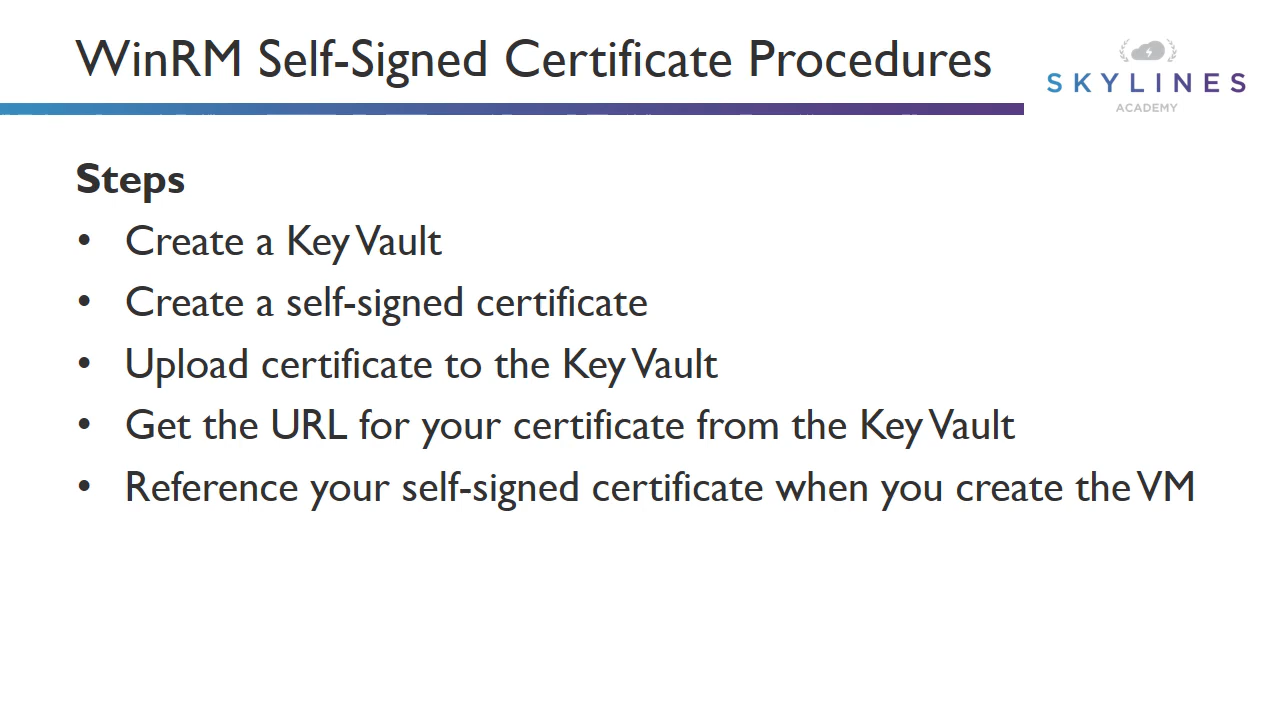 WinRM Self-Signed Certificate Procedures
SKYLINES
ACADEMY
Steps
• Create a Key Vault
• Create a self-signed certificate
• Upload certificate to the Key Vault
• Get the URL for your certificate from the Key Vault
• Reference your self-signed certificate when you create the VM